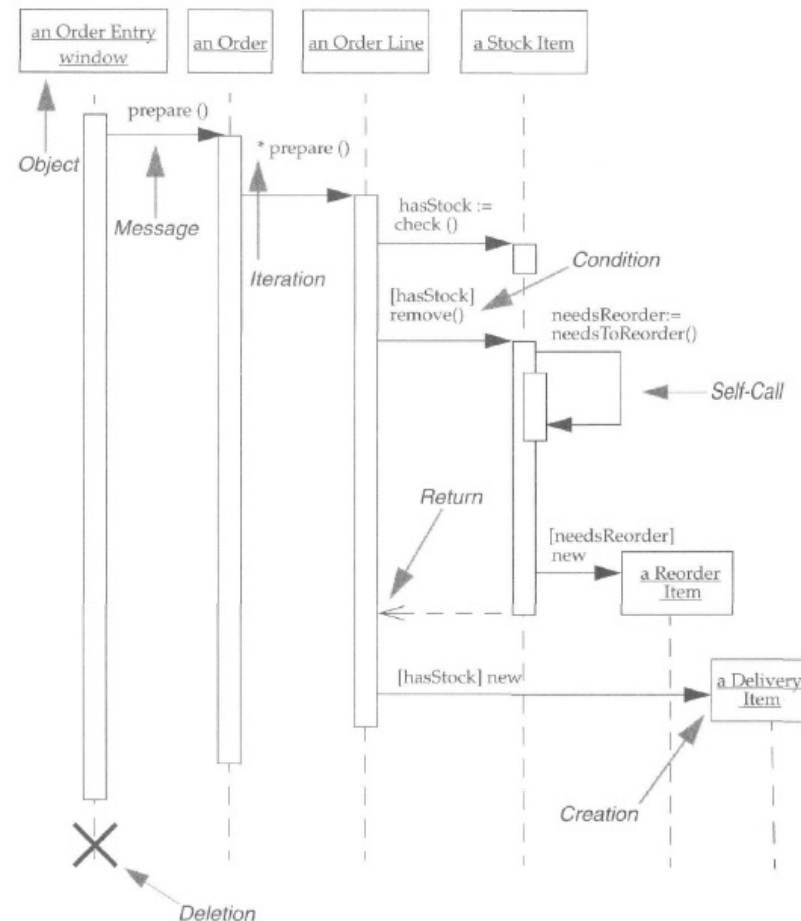 an Order Entry
window
an Order
an Order Line
a Stock Item
prepare ()
Object
* prepare ()
Message
Iteration
hasStock :=
check ()
Condition
[hasStock]
remove()
needsReorder:=
needsToReorder()
Self-Call
Return
[needsReorder]
new
a Reorder
Item
[hasStock] new
a Delivery
Item
Creation
Deletion